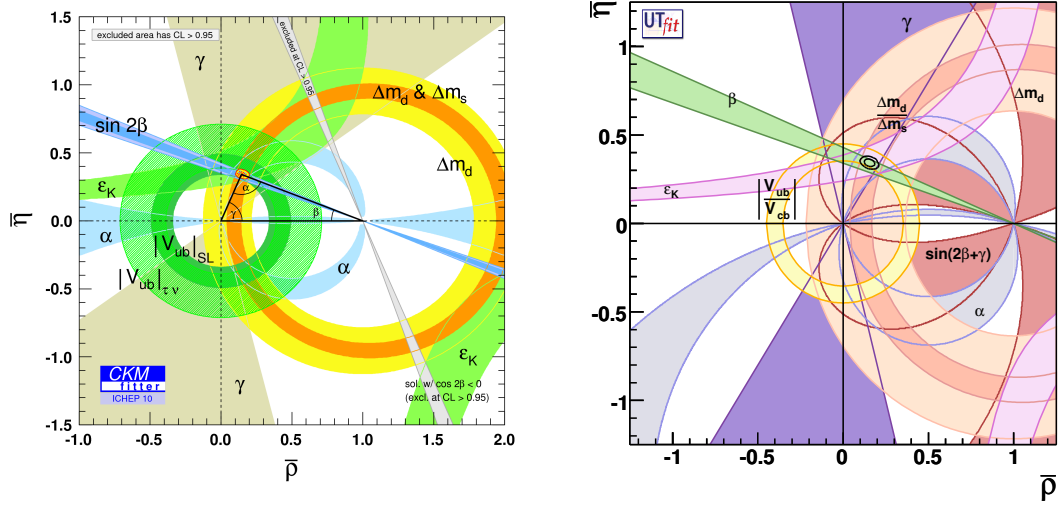 η̅
1.5
1.0
0.5
0.0
-0.5
-1.0
-1.5
excluded area has CL > 0.95
excluded at CL > 0.95
γ
Δm_d & Δm_s
sin 2β
Δm_d
ε_K
α
γ
β
α
α
|V_ub|_SL
|V_ub|_τν
ε_K
γ
CKM
fitter
ICHEP 10
sol. w/ cos 2β < 0
(excl. at CL > 0.95)
-1.0 -0.5 0.0 0.5 1.0 1.5 2.0
ρ̅
η̅
1
0.5
0
-0.5
-1
UTfit
γ
β
Δm_d
Δm_d
Δm_s
ε_K
|V_ub
V_cb|
sin(2β+γ)
α
-1 -0.5 0 0.5 1
ρ̅